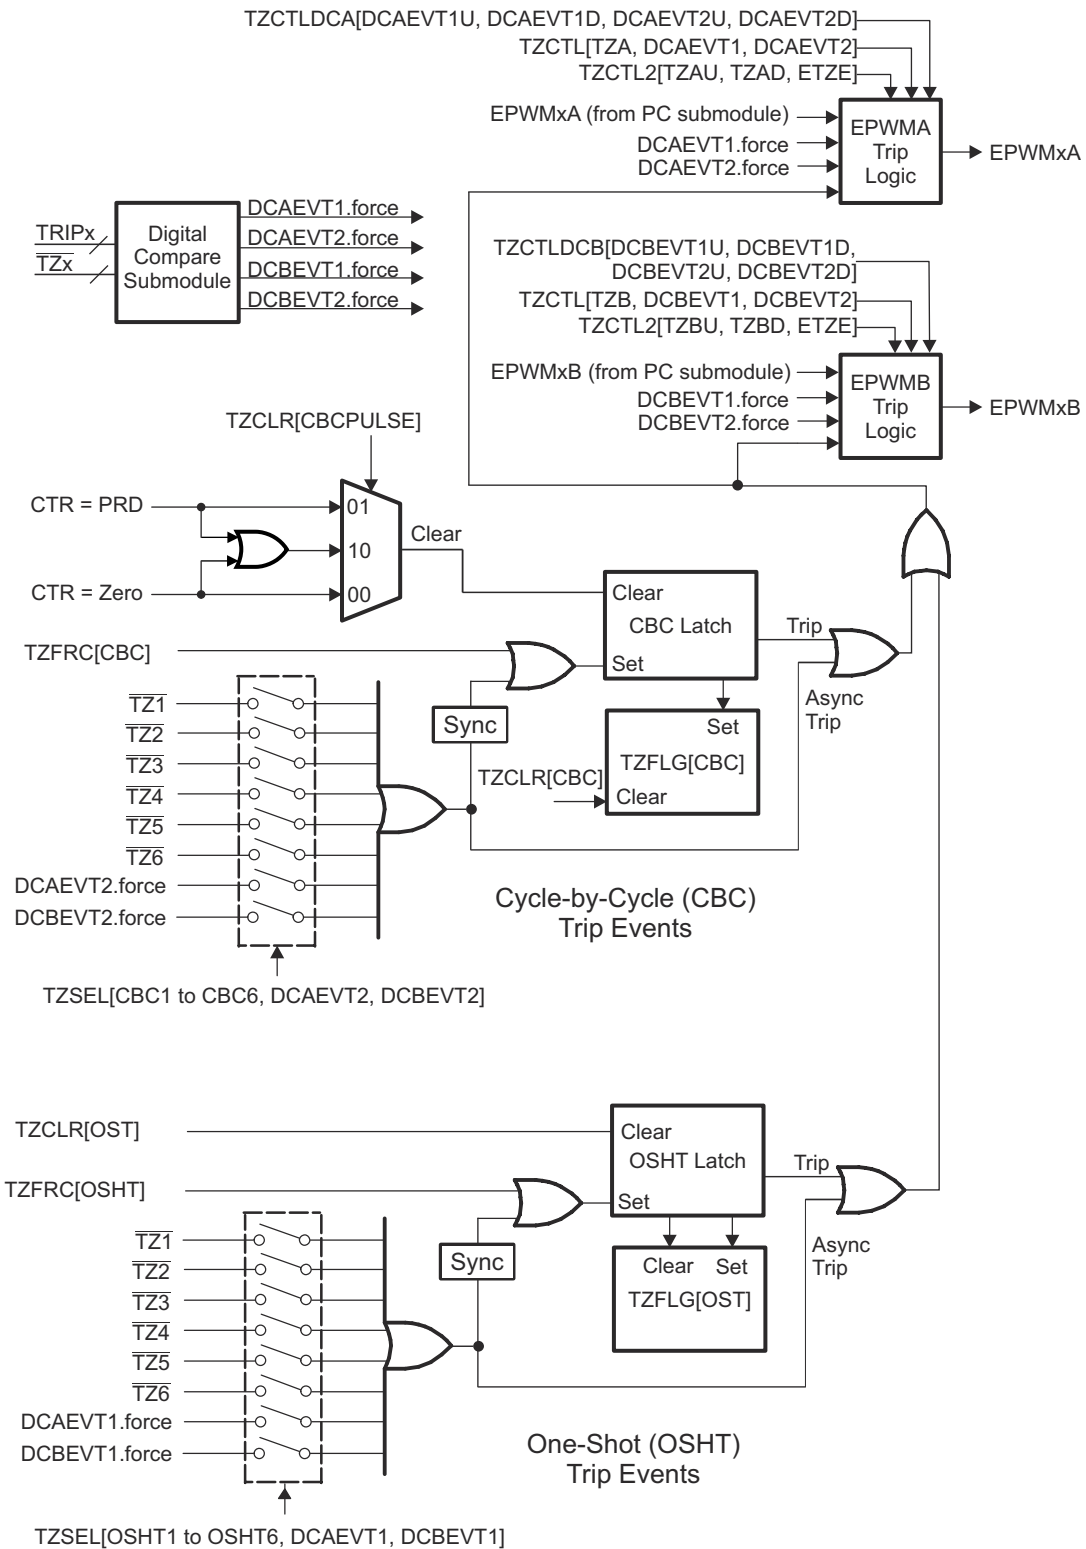 TZCTLDCA[DCAEVT1U, DCAEVT1D, DCAEVT2U, DCAEVT2D]
TZCTL[TZA, DCAEVT1, DCAEVT2]
TZCTL2[TZAU, TZAD, ETZE]
EPWMxA (from PC submodule)
DCAEVT1.force
DCAEVT2.force
EPWMA
Trip
Logic
EPWMxA
TRIPx
TZx
Digital
Compare
Submodule
DCAEVT1.force
DCAEVT2.force
DCBEVT1.force
DCBEVT2.force
TZCTLDCB[DCBEVT1U, DCBEVT1D,
DCBEVT2U, DCBEVT2D]
TZCTL[TZB, DCBEVT1, DCBEVT2]
TZCTL2[TZBU, TZBD, ETZE]
EPWMxB (from PC submodule)
DCBEVT1.force
DCBEVT2.force
EPWMB
Trip
Logic
EPWMxB
TZCLR[CBCPULSE]
CTR = PRD
CTR = Zero
01
10
00
Clear
Clear
CBC Latch
Set
Trip
TZFRC[CBC]
Sync
Async
Trip
Set
TZFLG[CBC]
Clear
TZCLR[CBC]
TZ1
TZ2
TZ3
TZ4
TZ5
TZ6
DCAEVT2.force
DCBEVT2.force
Cycle-by-Cycle (CBC)
Trip Events
TZSEL[CBC1 to CBC6, DCAEVT2, DCBEVT2]
TZCLR[OST]
Clear
OSHT Latch
Set
Trip
TZFRC[OSHT]
Sync
Async
Trip
Clear Set
TZFLG[OST]
TZ1
TZ2
TZ3
TZ4
TZ5
TZ6
DCAEVT1.force
DCBEVT1.force
One-Shot (OSHT)
Trip Events
TZSEL[OSHT1 to OSHT6, DCAEVT1, DCBEVT1]